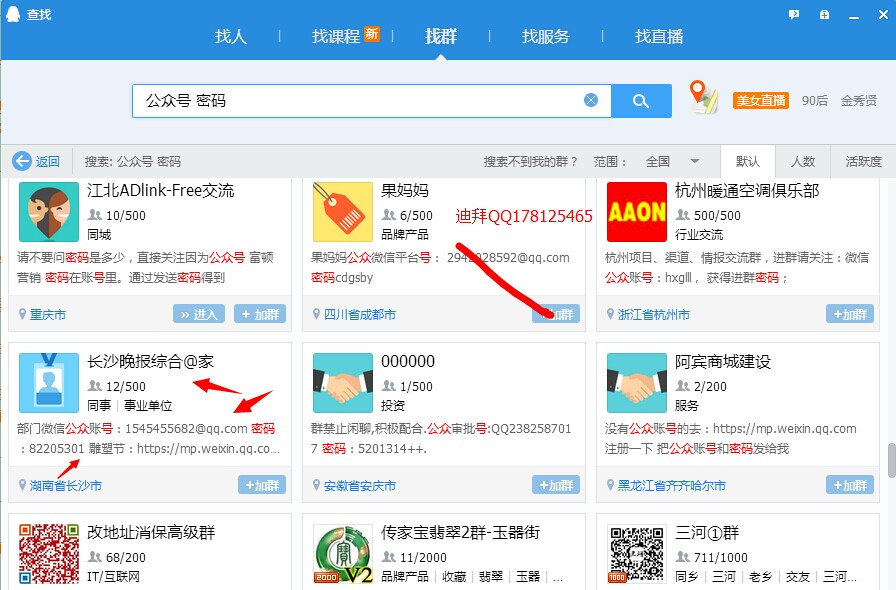 查找
找人 找课程 新 找群 找服务 找直播
公众号 密码
美女直播 90后 金秀贤
返回 搜索: 公众号 密码 搜索不到我的群？ 范围： 全国 默认 人数 活跃度
江北ADlink-Free交流
10/500
同城
请不要问密码是多少，直接关注因为公众号 富顿
营销 密码在账号里。通过发送密码得到
重庆市 >> 进入 +加群
果妈妈
6/500
品牌产品
迪拜QQ178125465
果妈妈公众微信平台号： 2942028592@qq.com
密码cdgsby
四川省成都市 +加群
杭州暖通空调俱乐部
AAON
500/500
行业交流
杭州项目、渠道、情报交流群，进群请关注：微信
公众账号：hxglll， 获得进群密码；
浙江省杭州市 +加群
长沙晚报综合@家
12/500
同事 | 事业单位
部门微信公众账号：1545455682@qq.com 密码
：82205301 雕塑节：https://mp.weixin.qq.co...
湖南省长沙市 +加群
000000
1/500
投资
群禁止闲聊,积极配合.公众审批号:QQ238258701
7 密码：5201314++.
安徽省安庆市 +加群
阿宾商城建设
2/200
服务
没有公众账号的去：https://mp.weixin.qq.com
注册一下 把公众账号和密码发给我
黑龙江省齐齐哈尔市 +加群
改地址消保高级群
68/200
IT/互联网
传家宝翡翠2群-玉器街
寶
2000 V2
11/2000
品牌产品 | 收藏 | 翡翠 | 玉器 | ...
三河①群
1000
711/1000
同乡 | 三河 | 老乡 | 交友 | 三河...